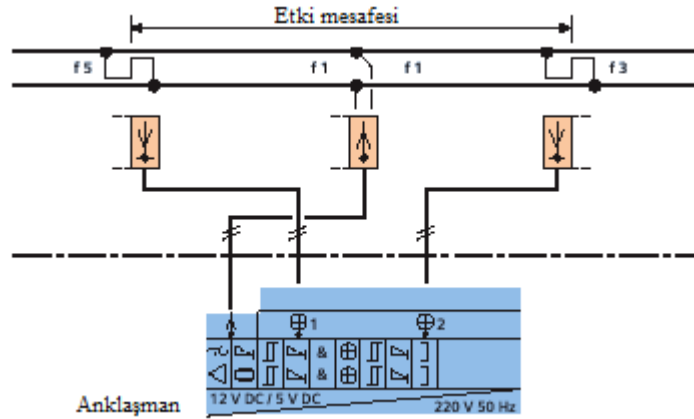 Etki mesafesi
f5 f1 f1 f3
1 2
& &
& &
12 V DC / 5 V DC
220 V 50 Hz
Anklaşman